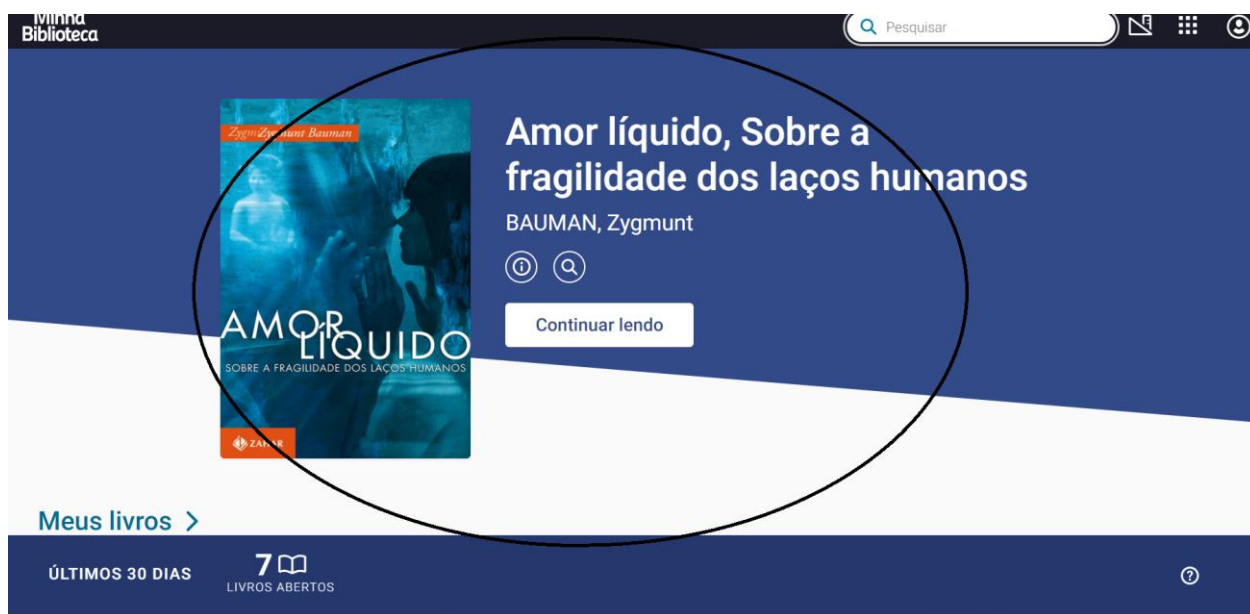 Minha
Biblioteca
Pesquisar
ZygmZygmunt Bauman
AMOR
LÍQUIDO
SOBRE A FRAGILIDADE DOS LAÇOS HUMANOS
ZAHAR
Amor líquido, Sobre a
fragilidade dos laços humanos
BAUMAN, Zygmunt
Continuar lendo
Meus livros >
ÚLTIMOS 30 DIAS
7
LIVROS ABERTOS